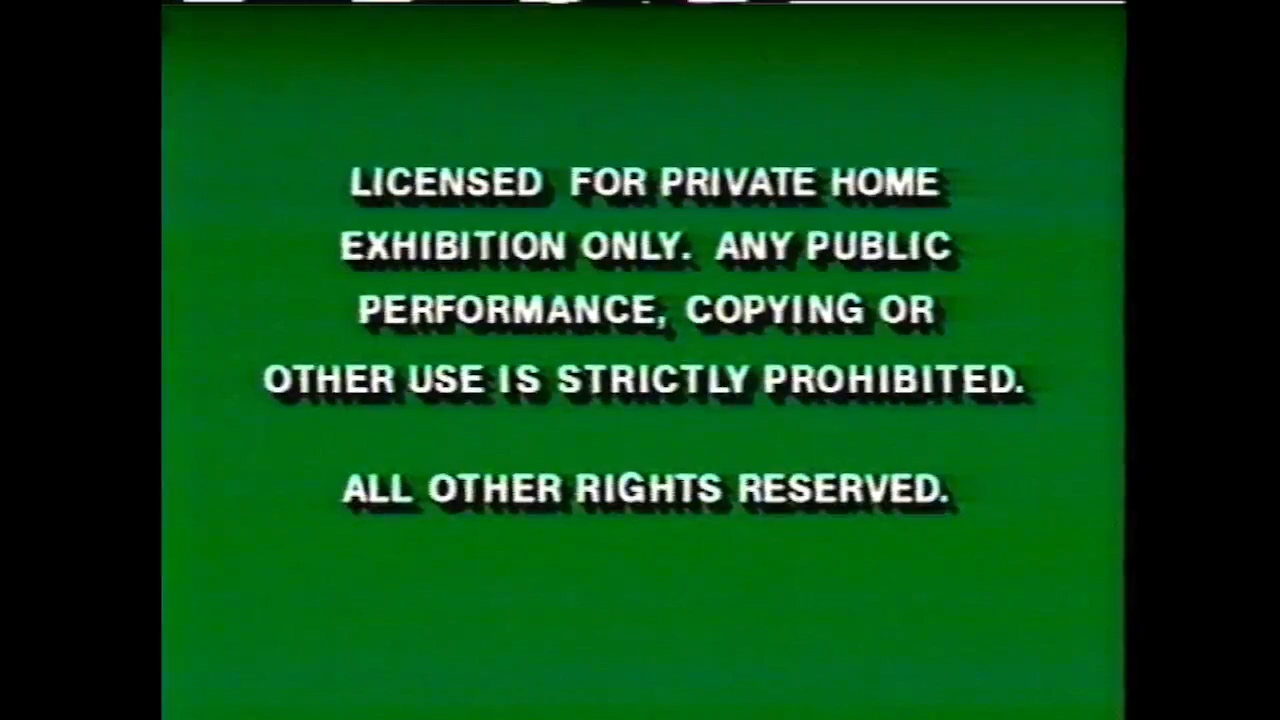 LICENSED FOR PRIVATE HOME
EXHIBITION ONLY. ANY PUBLIC
PERFORMANCE, COPYING OR
OTHER USE IS STRICTLY PROHIBITED.
ALL OTHER RIGHTS RESERVED.